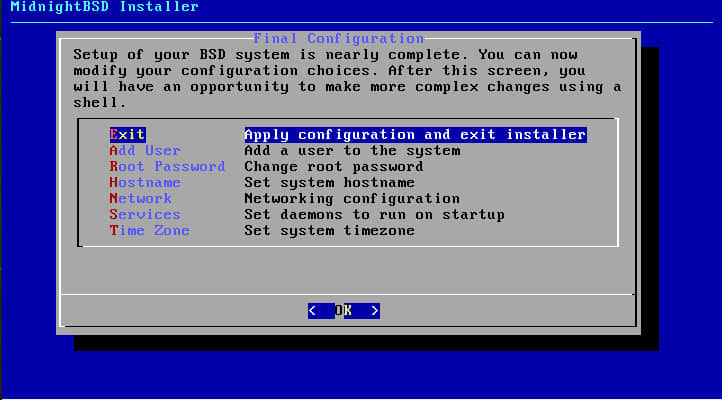 MidnightBSD Installer
Final Configuration
Setup of your BSD system is nearly complete. You can now
modify your configuration choices. After this screen, you
will have an opportunity to make more complex changes using a
shell.
Exit Apply configuration and exit installer
Add User Add a user to the system
Root Password Change root password
Hostname Set system hostname
Network Networking configuration
Services Set daemons to run on startup
Time Zone Set system timezone
< OK >